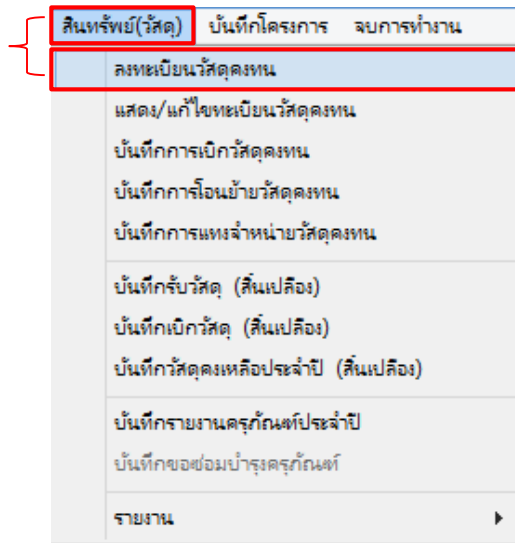 สินทรัพย์(วัสดุ) บันทึกโครงการ จบการทำงาน
ลงทะเบียนวัสดุคงทน
แสดง/แก้ไขทะเบียนวัสดุคงทน
บันทึกการเบิกวัสดุคงทน
บันทึกการโอนย้ายวัสดุคงทน
บันทึกการแทงจำหน่ายวัสดุคงทน
บันทึกรับวัสดุ (สิ้นเปลือง)
บันทึกเบิกวัสดุ (สิ้นเปลือง)
บันทึกวัสดุคงเหลือประจำปี (สิ้นเปลือง)
บันทึกรายงานครุภัณฑ์ประจำปี
บันทึกขอซ่อมบำรุงครุภัณฑ์
รายงาน